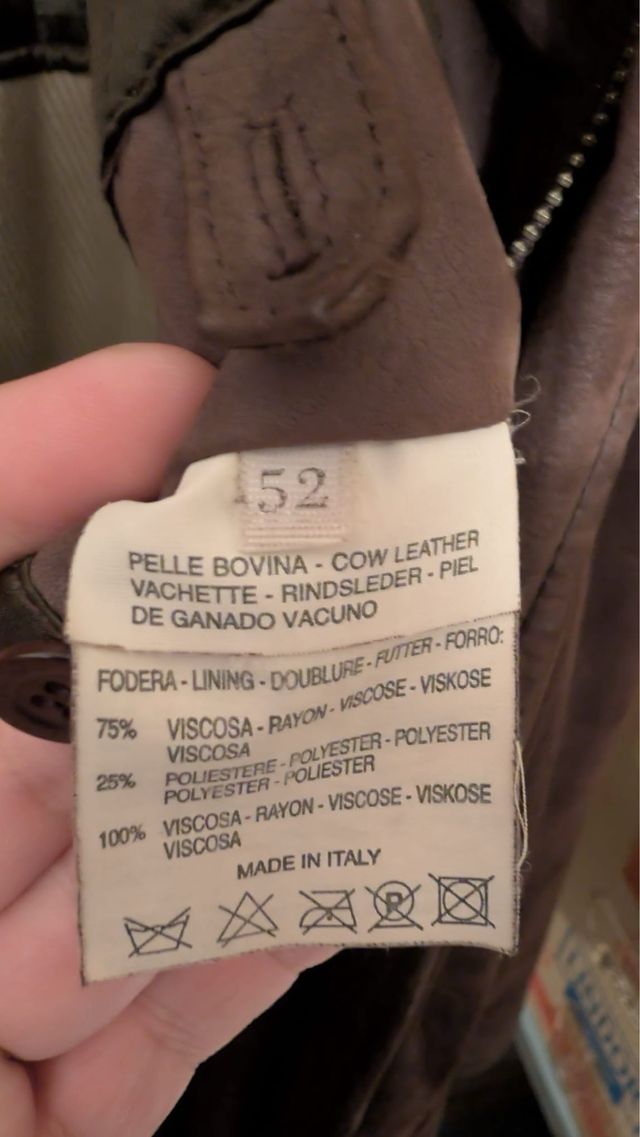 52
PELLE BOVINA - COW LEATHER
VACHETTE - RINDSLEDER - PIEL
DE GANADO VACUNO
FODERA - LINING - DOUBLURE - FUTTER - FORRO:
75% VISCOSA - RAYON - VISCOSE - VISKOSE
VISCOSA
25% POLIESTERE - POLYESTER - POLYESTER
POLYESTER - POLIESTER
100% VISCOSA - RAYON - VISCOSE - VISKOSE
VISCOSA
MADE IN ITALY
R